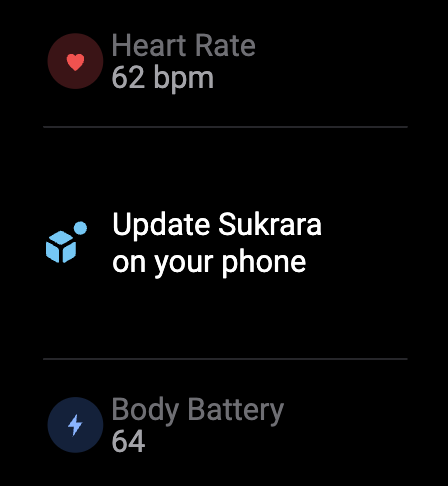 Heart Rate
62 bpm
Update Sukrara
on your phone
Body Battery
64